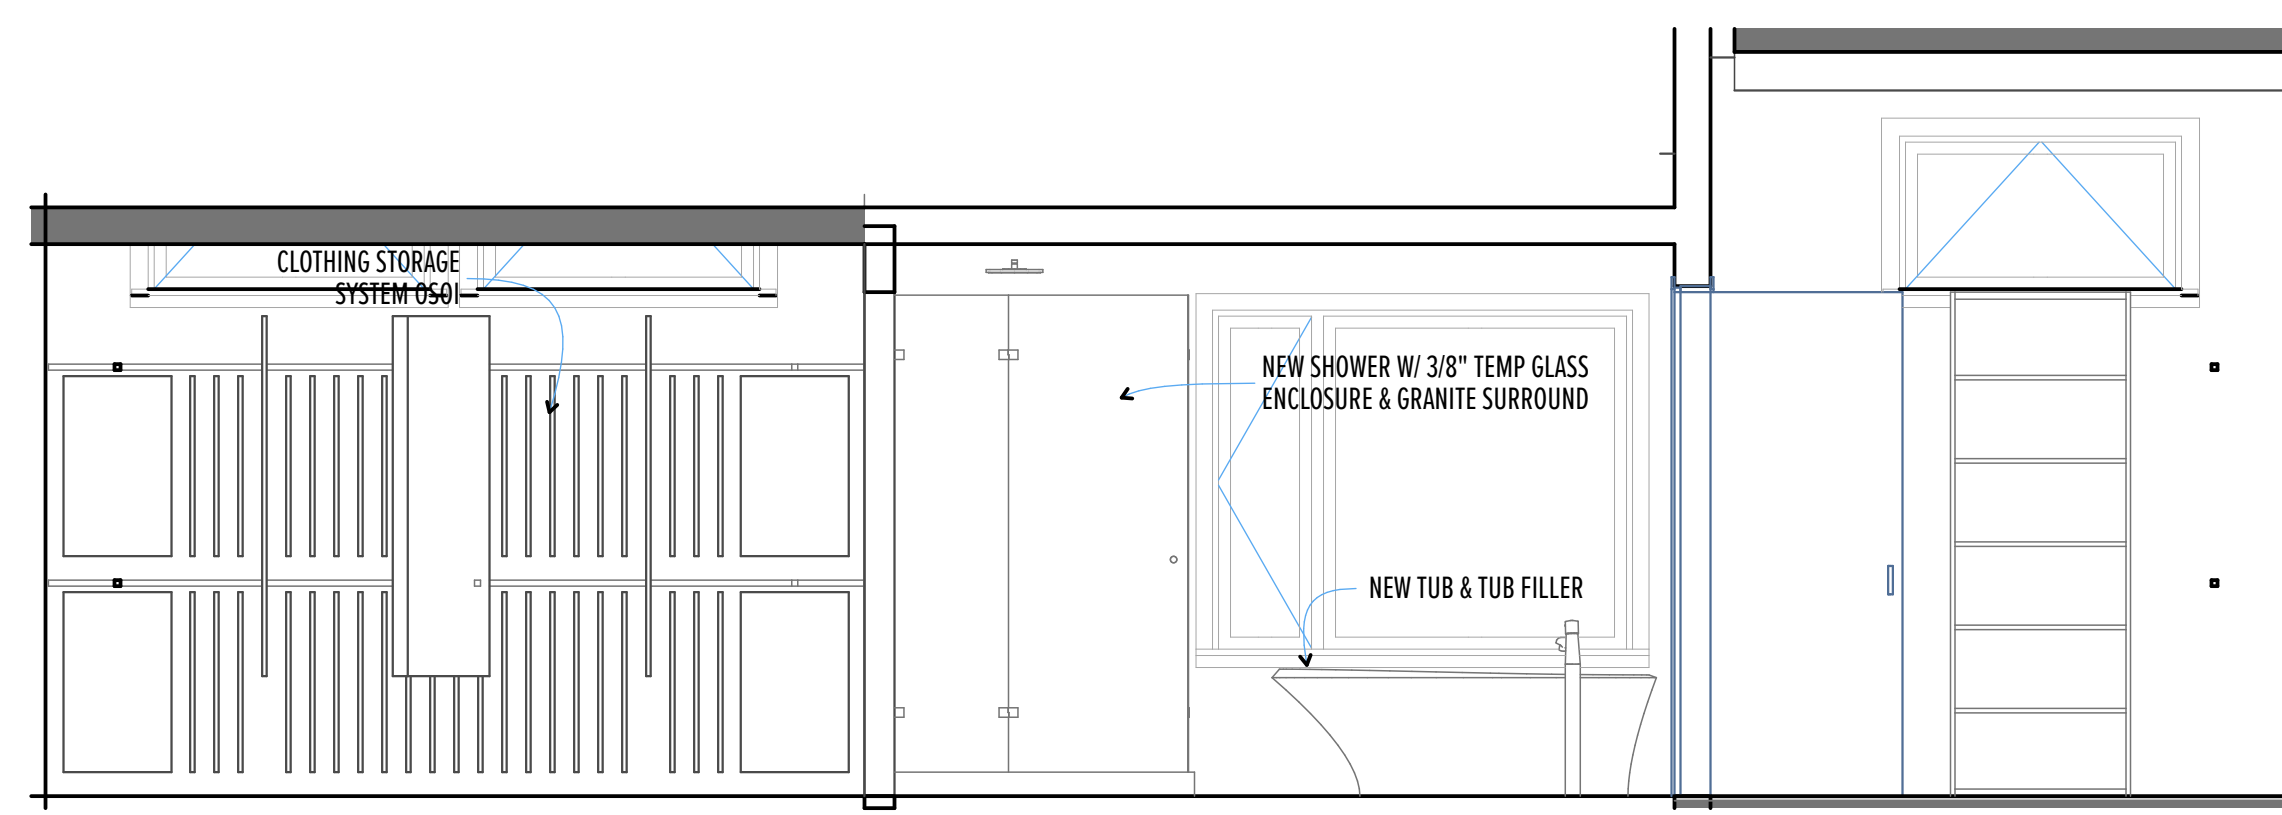 CLOTHING STORAGE
SYSTEM OSOI
NEW SHOWER W/ 3/8" TEMP GLASS
ENCLOSURE & GRANITE SURROUND
NEW TUB & TUB FILLER